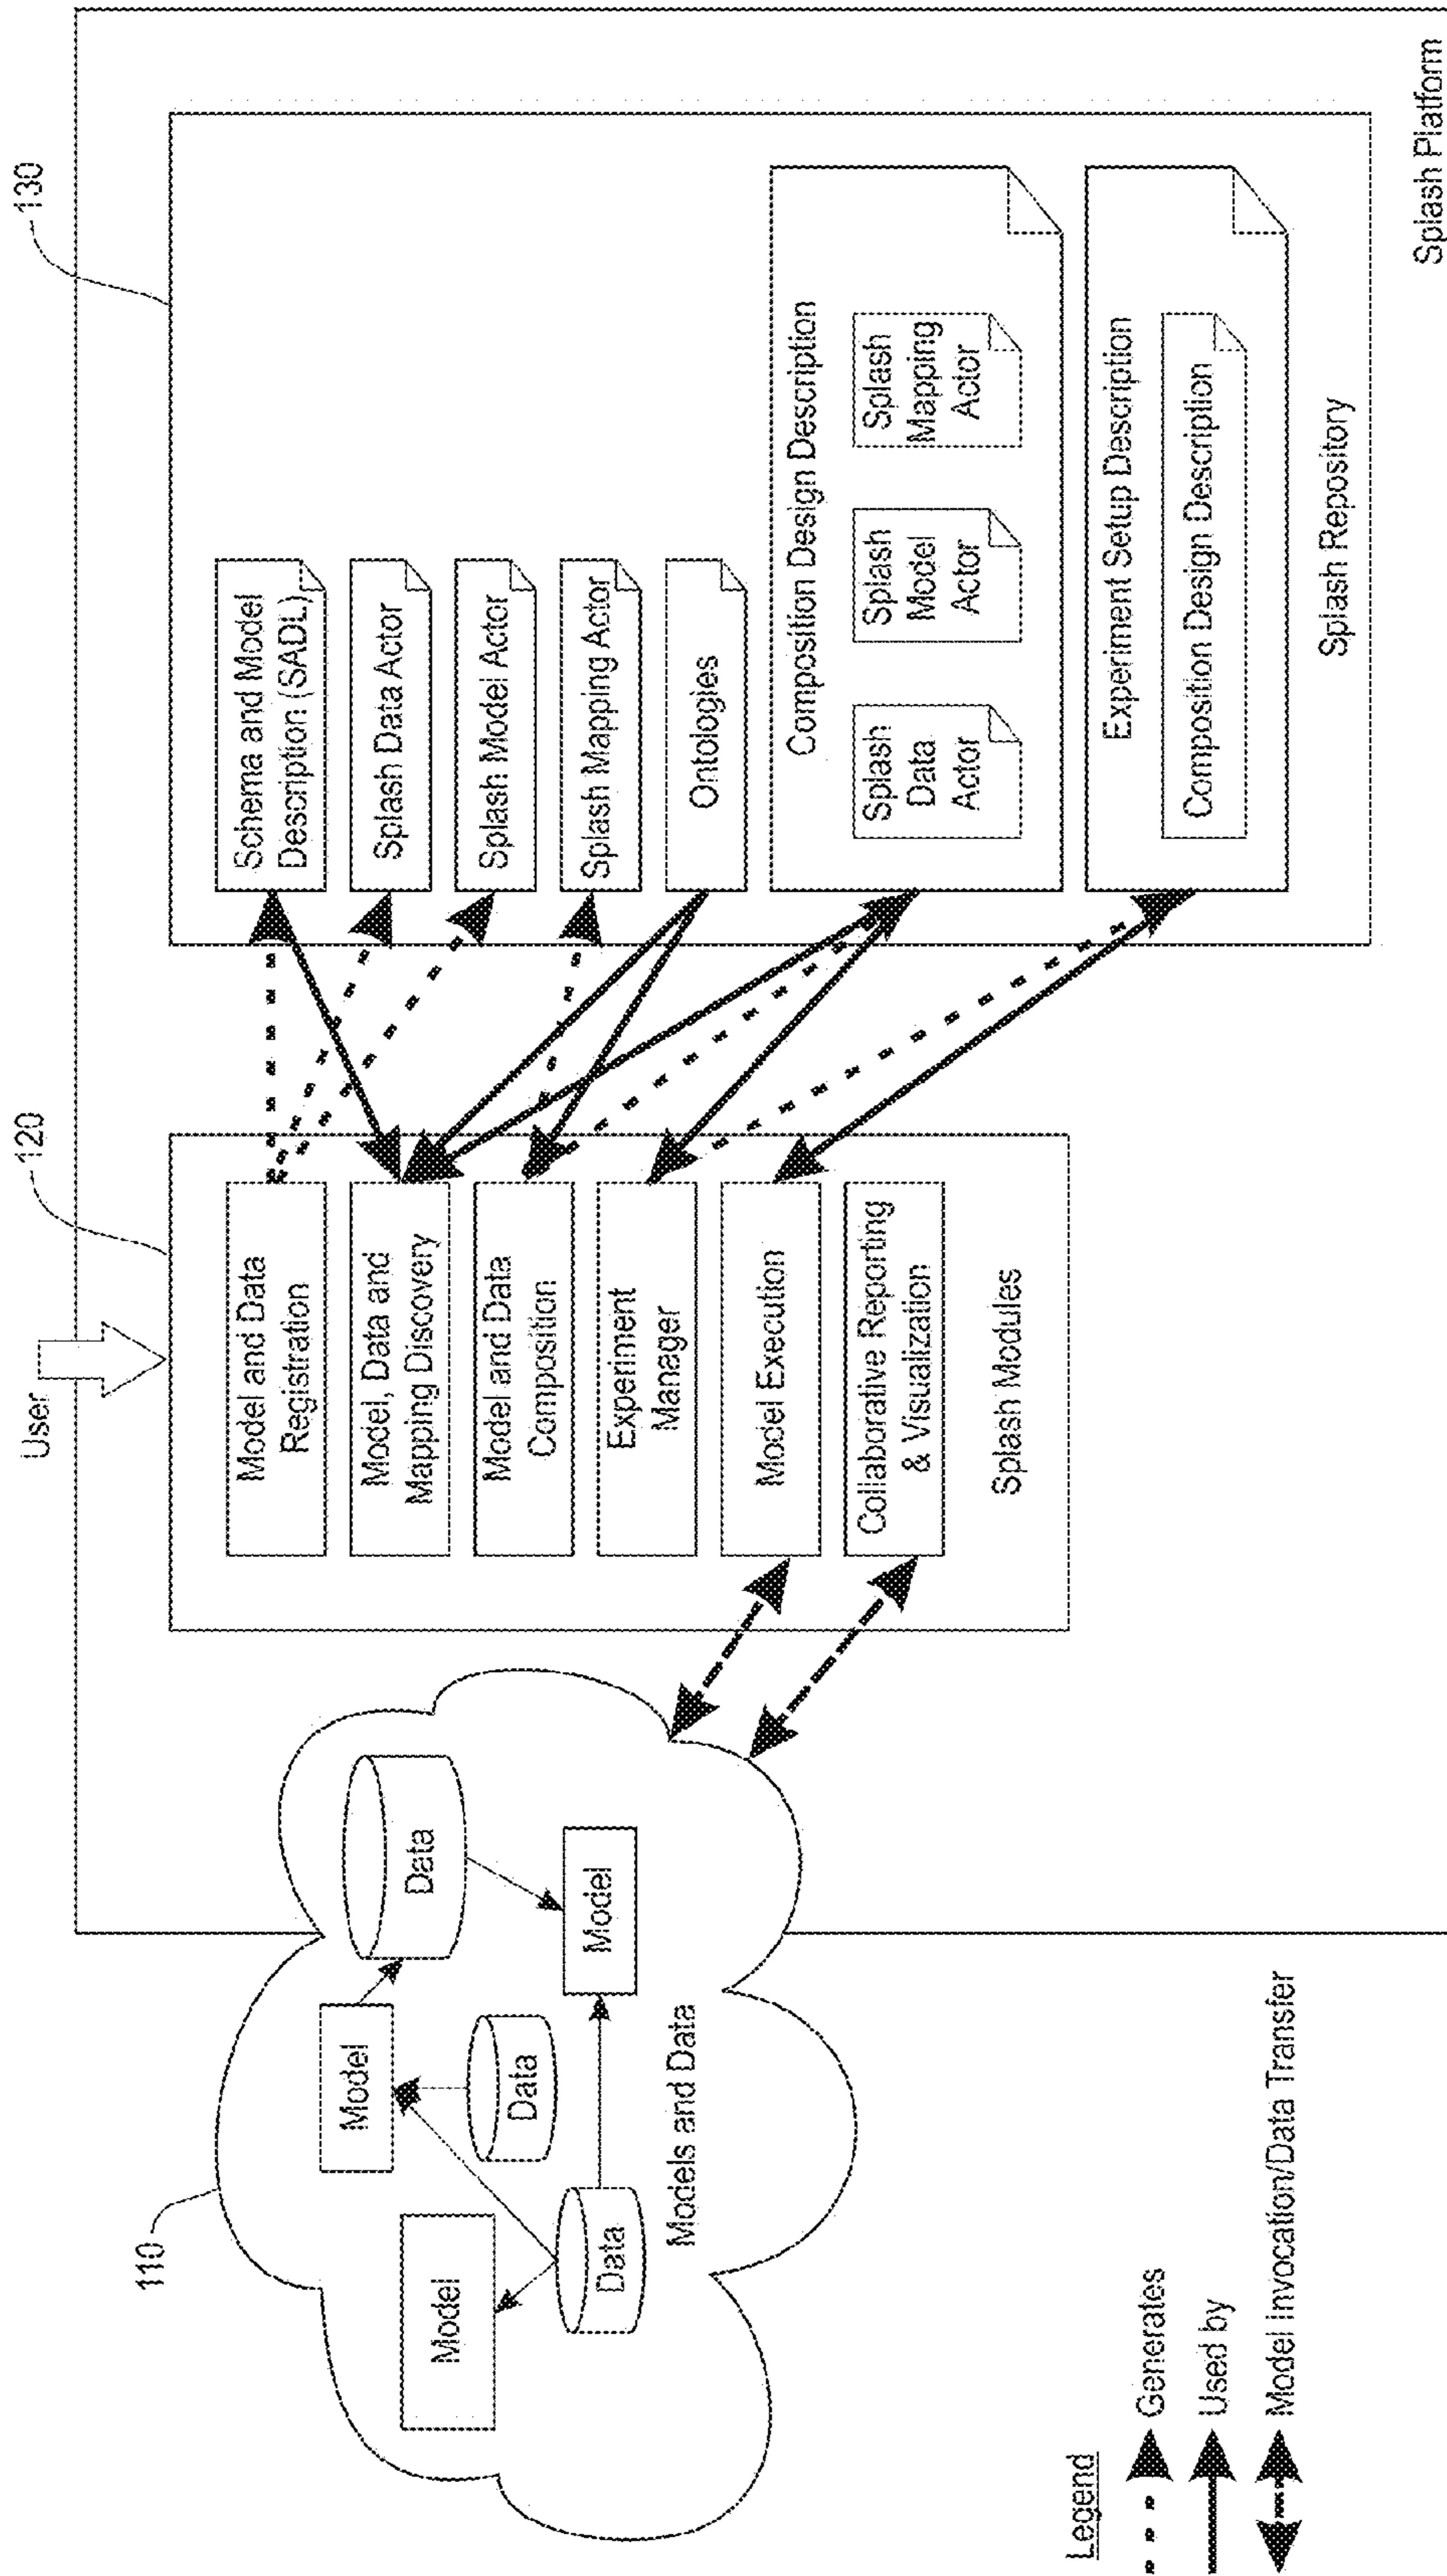 User
110
120
130
Model
Model
Data
Data
Data
Model
Models and Data
Model and Data
Registration
Model, Data and
Mapping Discovery
Model and Data
Composition
Experiment
Manager
Model Execution
Collaborative Reporting
& Visualization
Splash Modules
Schema and Model
Description (SADL)
Splash Data Actor
Splash Model Actor
Splash Mapping Actor
Ontologies
Composition Design Description
Splash
Data
Actor
Splash
Model
Actor
Splash
Mapping
Actor
Experiment Setup Description
Composition Design Description
Splash Repository
Splash Platform
Legend
Generates
Used by
Model Invocation/Data Transfer